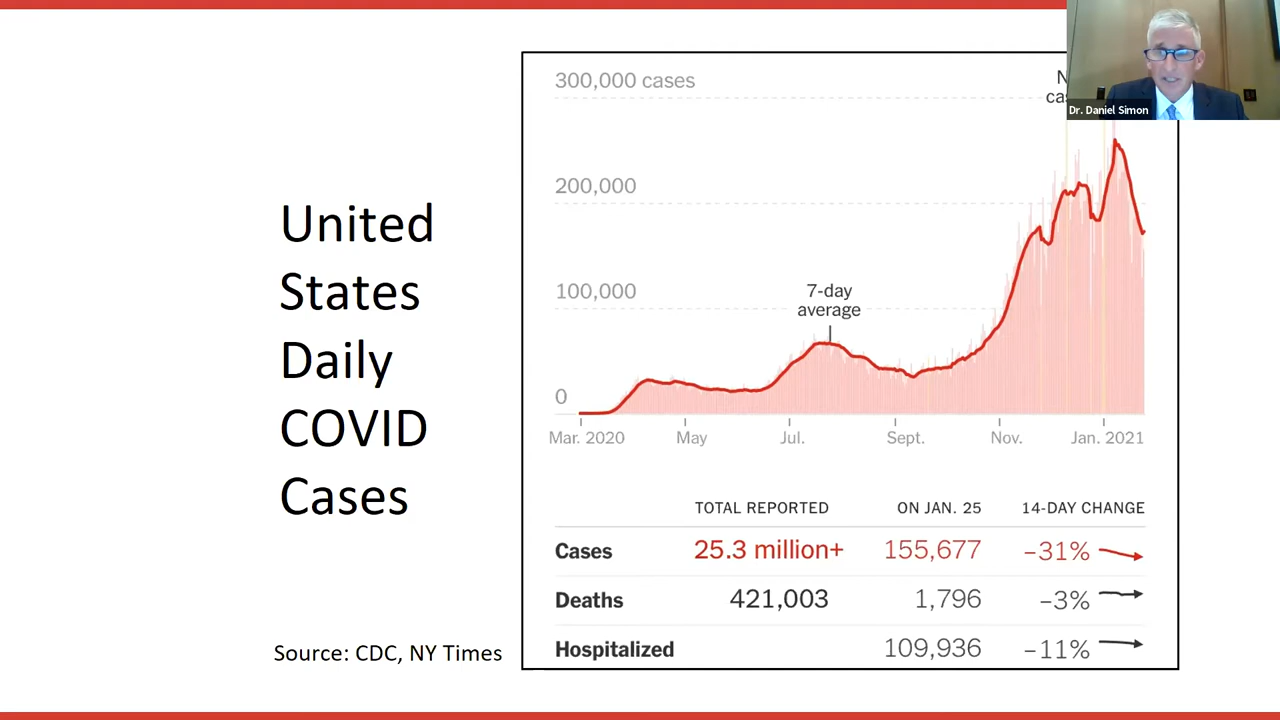 United
States
Daily
COVID
Cases
Source: CDC, NY Times
300,000 cases
200,000
100,000
0
7-day
average
Mar. 2020 May Jul. Sept. Nov. Jan. 2021
TOTAL REPORTED ON JAN. 25 14-DAY CHANGE
Cases 25.3 million+ 155,677 –31%
Deaths 421,003 1,796 –3%
Hospitalized 109,936 –11%
Dr. Daniel Simon